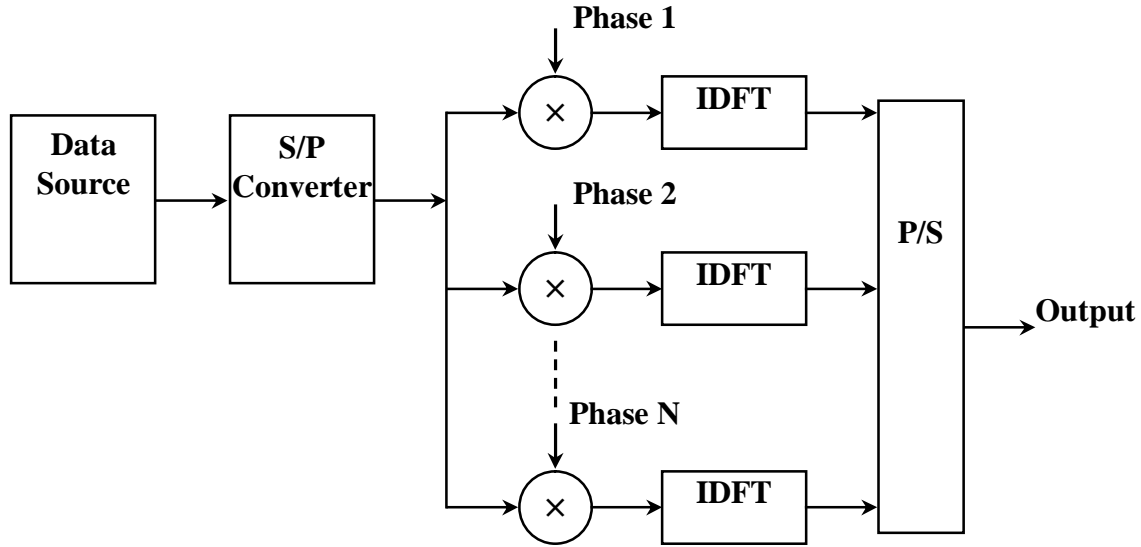 Phase 1
Data
Source
S/P
Converter
×
IDFT
Phase 2
×
IDFT
P/S
Output
Phase N
×
IDFT